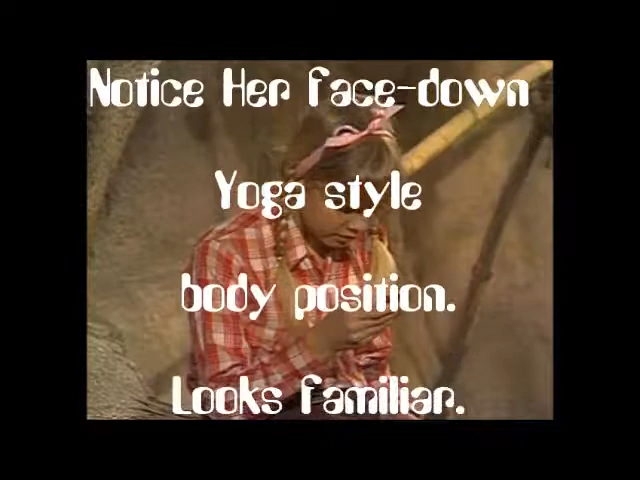 Notice Her face-down
Yoga style
body position.
Looks familiar.